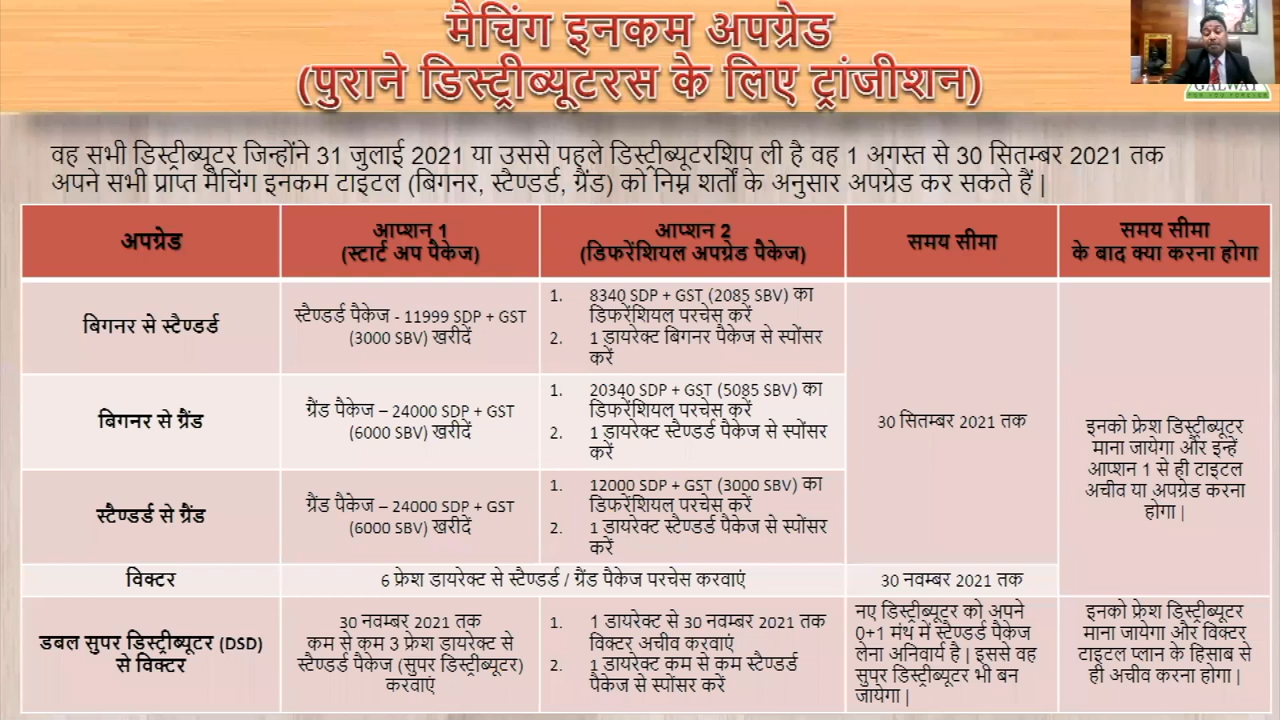 मैचिंग इनकम अपग्रेड
(पुराने डिस्ट्रीब्यूटरस के लिए ट्रांजीशन)
GALWAY
वह सभी डिस्ट्रीब्यूटर जिन्होंने 31 जुलाई 2021 या उससे पहले डिस्ट्रीब्यूटरशिप ली है वह 1 अगस्त से 30 सितम्बर 2021 तक
अपने सभी प्राप्त मैचिंग इनकम टाइटल (बिगनर, स्टैण्डर्ड, ग्रैंड) को निम्न शर्तों के अनुसार अपग्रेड कर सकते हैं |
अपग्रेड
आप्शन 1
(स्टार्ट अप पैकेज)
आप्शन 2
(डिफरेंशियल अपग्रेड पैकेज)
समय सीमा
समय सीमा
के बाद क्या करना होगा
बिगनर से स्टैण्डर्ड
स्टैण्डर्ड पैकेज - 11999 SDP + GST
(3000 SBV) खरीदें
1. 8340 SDP + GST (2085 SBV) का
डिफरेंशियल परचेस करें
2. 1 डायरेक्ट बिगनर पैकेज से स्पोंसर
करें
बिगनर से ग्रैंड
ग्रैंड पैकेज – 24000 SDP + GST
(6000 SBV) खरीदें
1. 20340 SDP + GST (5085 SBV) का
डिफरेंशियल परचेस करें
2. 1 डायरेक्ट स्टैण्डर्ड पैकेज से स्पोंसर
करें
30 सितम्बर 2021 तक
इनको फ्रेश डिस्ट्रीब्यूटर
माना जायेगा और इन्हें
आप्शन 1 से ही टाइटल
अचीव या अपग्रेड करना
होगा |
स्टैण्डर्ड से ग्रैंड
ग्रैंड पैकेज – 24000 SDP + GST
(6000 SBV) खरीदें
1. 12000 SDP + GST (3000 SBV) का
डिफरेंशियल परचेस करें
2. 1 डायरेक्ट स्टैण्डर्ड पैकेज से स्पोंसर
करें
विक्टर
6 फ्रेश डायरेक्ट से स्टैण्डर्ड / ग्रैंड पैकेज परचेस करवाएं
30 नवम्बर 2021 तक
डबल सुपर डिस्ट्रीब्यूटर (DSD)
से विक्टर
30 नवम्बर 2021 तक
कम से कम 3 फ्रेश डायरेक्ट से
स्टैण्डर्ड पैकेज (सुपर डिस्ट्रीब्यूटर)
करवाएं
1. 1 डायरेक्ट से 30 नवम्बर 2021 तक
विक्टर अचीव करवाएं
2. 1 डायरेक्ट कम से कम स्टैण्डर्ड
पैकेज से स्पोंसर करें
नए डिस्ट्रीब्यूटर को अपने
0+1 मंथ में स्टैण्डर्ड पैकेज
लेना अनिवार्य है | इससे वह
सुपर डिस्ट्रीब्यूटर भी बन
जायेगा |
इनको फ्रेश डिस्ट्रीब्यूटर
माना जायेगा और विक्टर
टाइटल प्लान के हिसाब से
ही अचीव करना होगा |